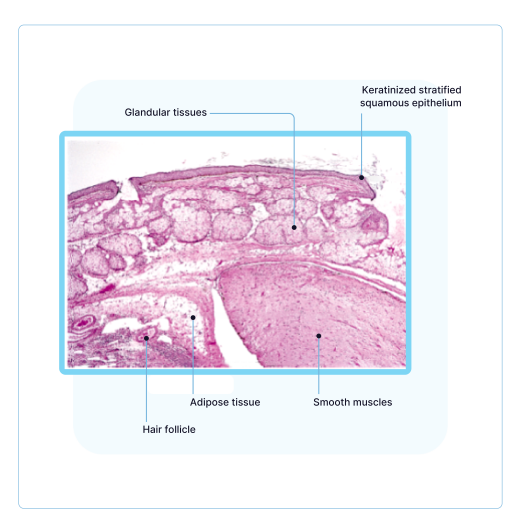 Keratinized stratified
squamous epithelium
Glandular tissues
Adipose tissue
Smooth muscles
Hair follicle